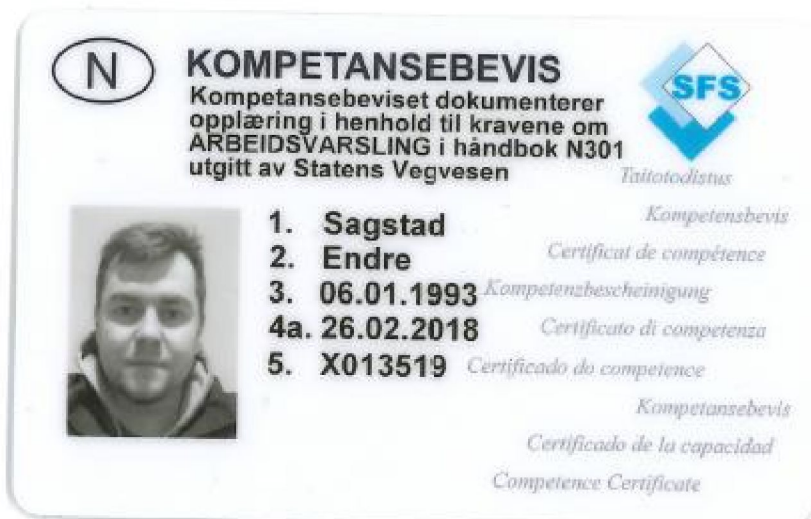 N
KOMPETANSEBEVIS
Kompetansebeviset dokumenterer
opplæring i henhold til kravene om
ARBEIDSVARSLING i håndbok N301
utgitt av Statens Vegvesen
SFS
Taitotodistus
Kompetensbevis
Certificat de compétence
Kompetenzbescheinigung
Certificato di competenza
Certificado do competence
Kompetansebevis
Certificado de la capacidad
Competence Certificate
1. Sagstad
2. Endre
3. 06.01.1993
4a. 26.02.2018
5. X013519